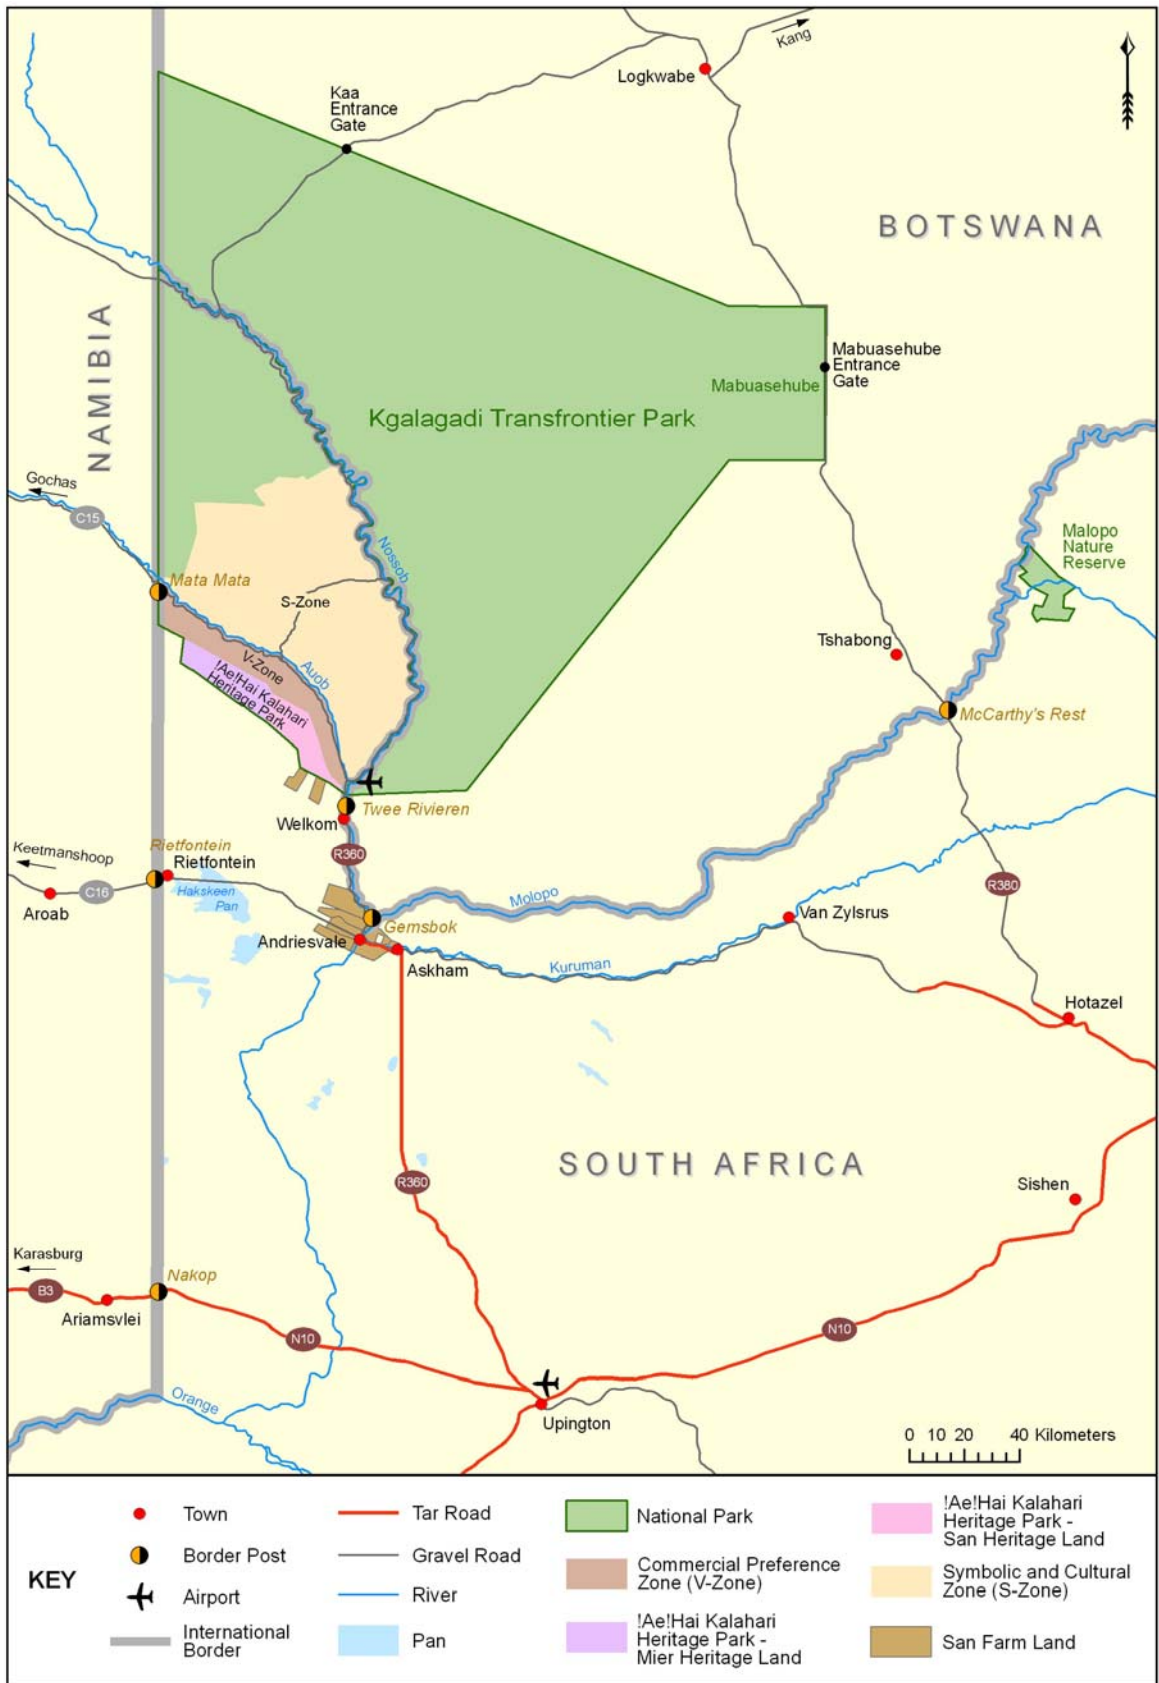 Kang
Logkwabe
Kaa
Entrance
Gate
BOTSWANA
NAMIBIA
Mabuasehube
Entrance
Gate
Mabuasehube
Kgalagadi Transfrontier Park
Gochas
C15
Nossob
Malopo
Nature
Reserve
Mata Mata
S-Zone
Tshabong
V-Zone
Auob
!Ae!Hai Kalahari
Heritage Park
McCarthy's Rest
Twee Rivieren
Welkom
Rietfontein
Keetmanshoop
Rietfontein
R360
C16
Hakskeen
Pan
Aroab
R380
Molopo
Van Zylsrus
Gemsbok
Andriesvale
Askham
Kuruman
Hotazel
SOUTH AFRICA
R360
Sishen
Karasburg
Nakop
B3
Ariamsvlei
N10
N10
Orange
Upington
0 10 20 40 Kilometers
KEY
Town
Border Post
Airport
International
Border
Tar Road
Gravel Road
River
Pan
National Park
Commercial Preference
Zone (V-Zone)
!Ae!Hai Kalahari
Heritage Park -
Mier Heritage Land
!Ae!Hai Kalahari
Heritage Park -
San Heritage Land
Symbolic and Cultural
Zone (S-Zone)
San Farm Land